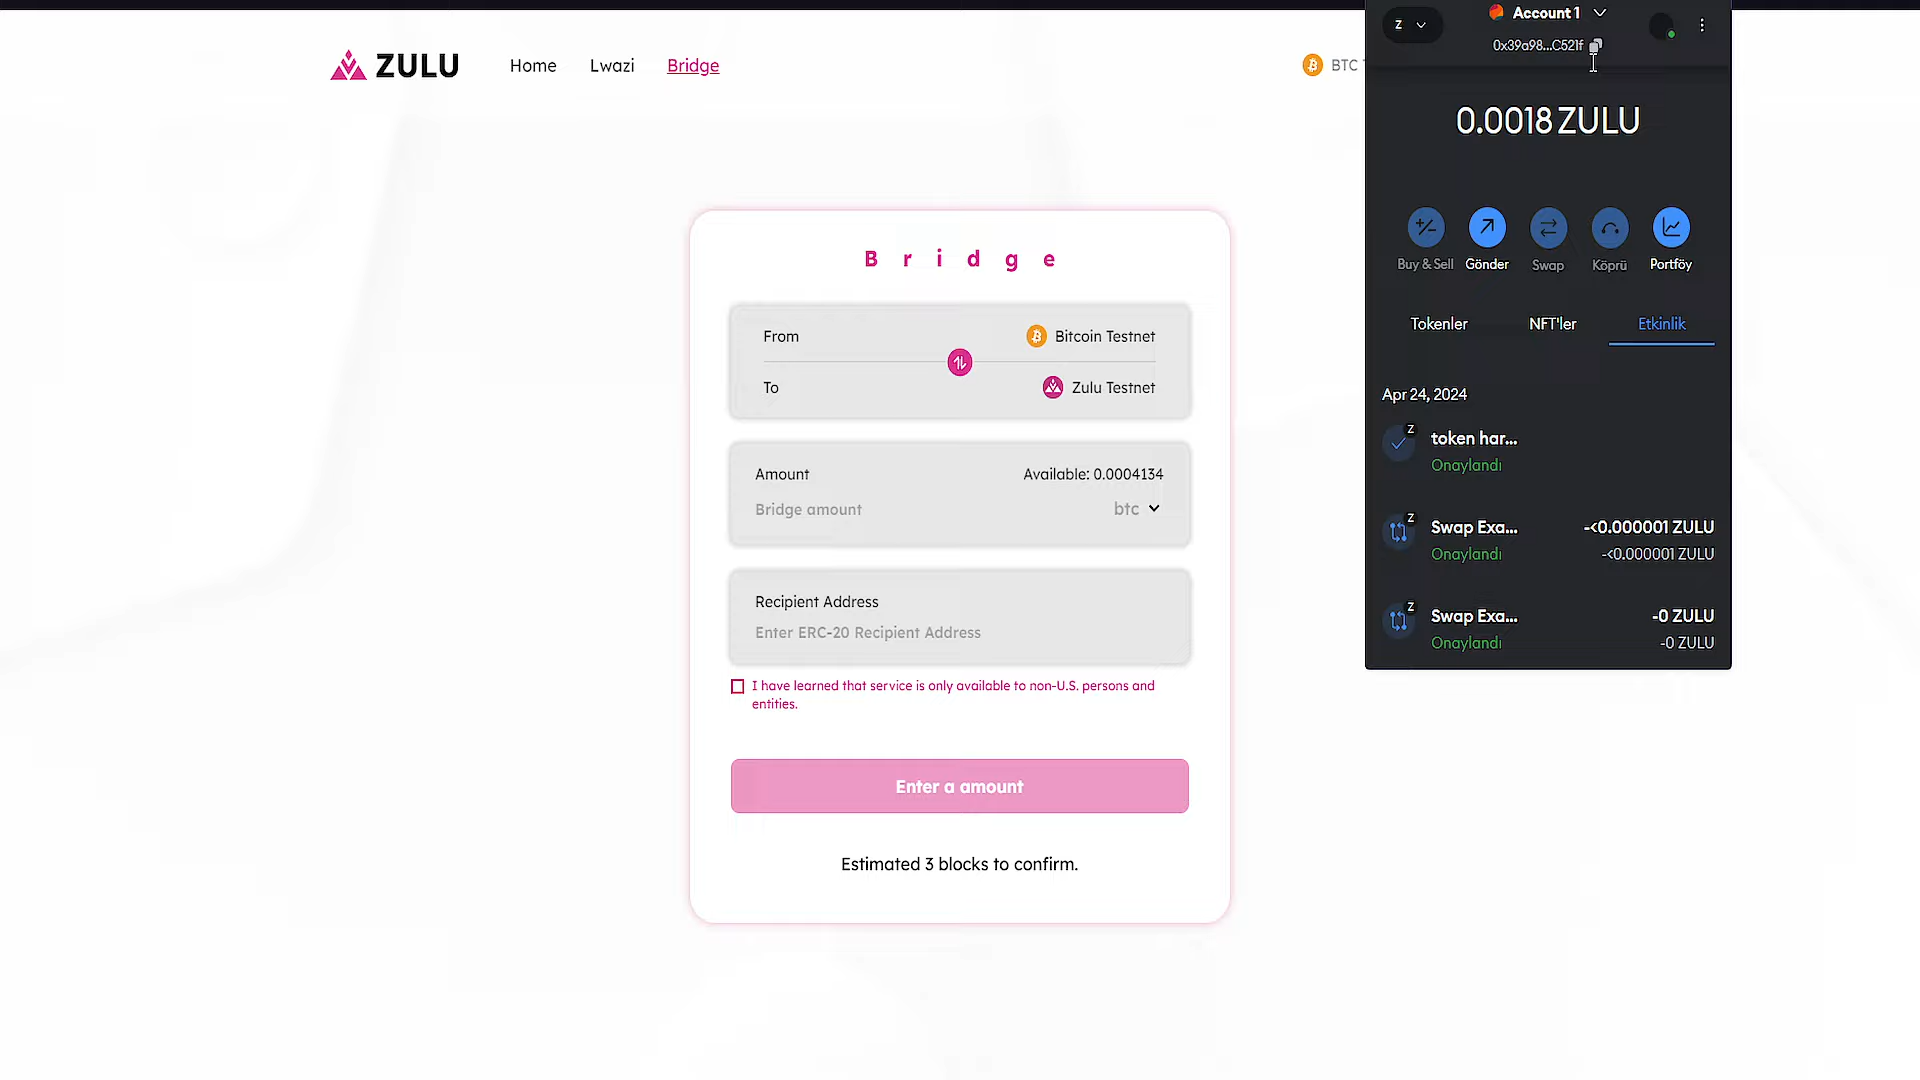 ZULU
Home
Lwazi
Bridge
BTC
Bridge
From
Bitcoin Testnet
To
Zulu Testnet
Amount
Available: 0.0004134
Bridge amount
btc
Recipient Address
Enter ERC-20 Recipient Address
I have learned that service is only available to non-U.S. persons and
entities.
Enter a amount
Estimated 3 blocks to confirm.
Z
Account 1
0x39a98...C521f
0.0018 ZULU
Buy & Sell
Gönder
Swap
Köprü
Portföy
Tokenler
NFT'ler
Etkinlik
Apr 24, 2024
Z
token har...
Onaylandı
Z
Swap Exa...
-<0.000001 ZULU
Onaylandı
-<0.000001 ZULU
Z
Swap Exa...
-0 ZULU
Onaylandı
-0 ZULU